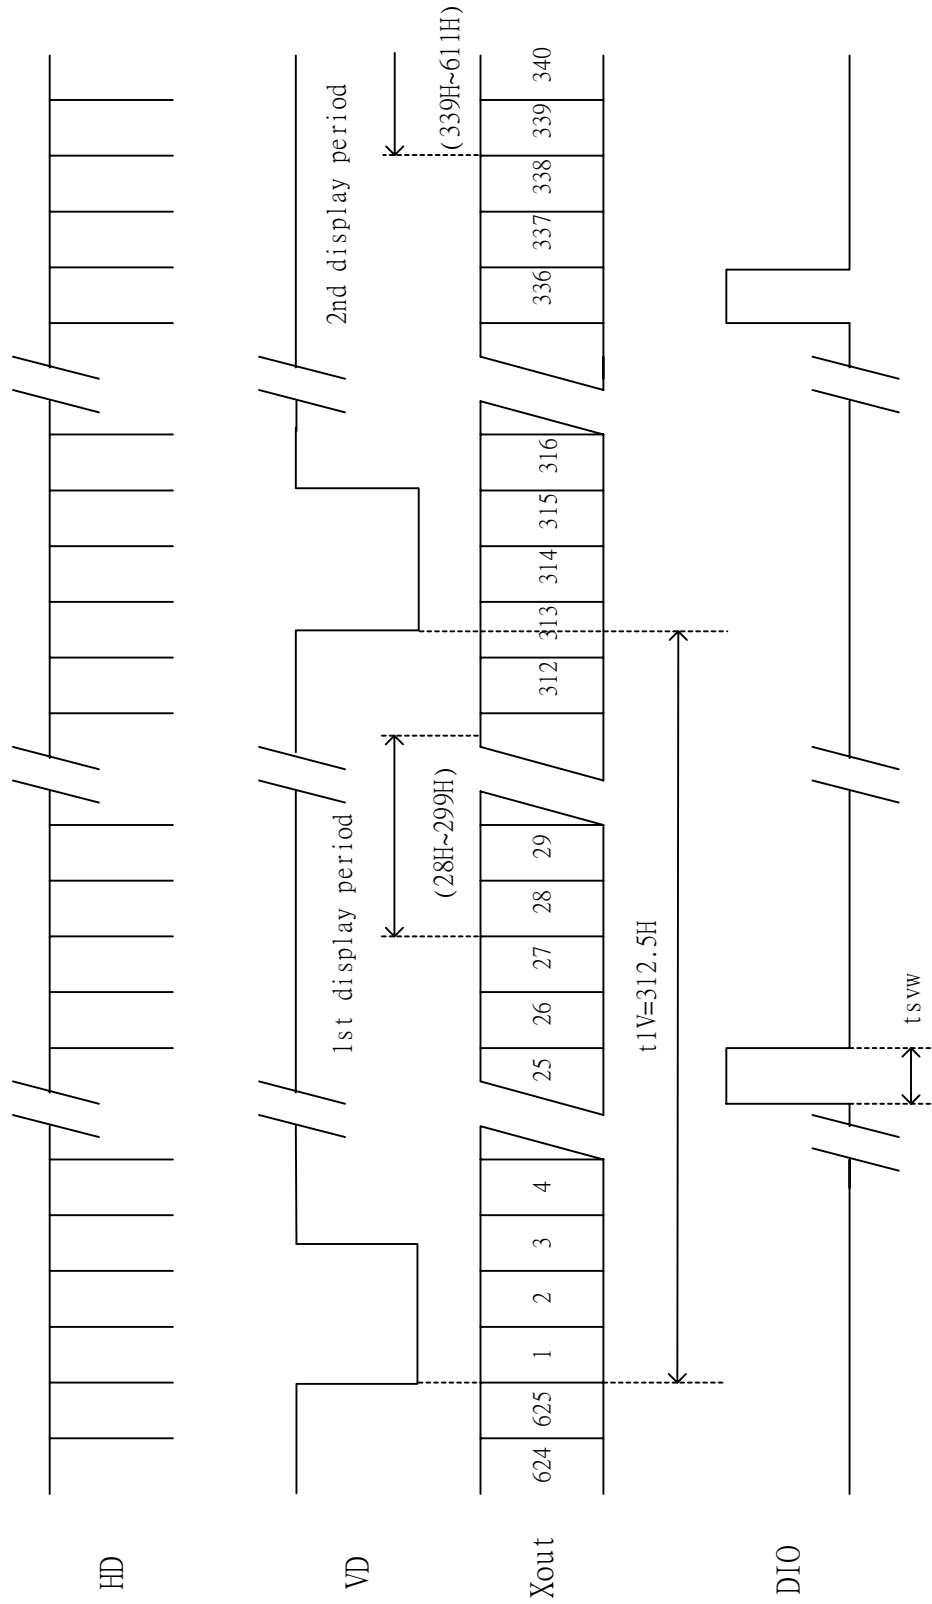 HD
VD
1st display period
2nd display period
(28H~299H)
(339H~611H)
Xout
624 625 1 2 3 4 25 26 27 28 29 312 313 314 315 316 336 337 338 339 340
t1V=312.5H
DIO
tsvw